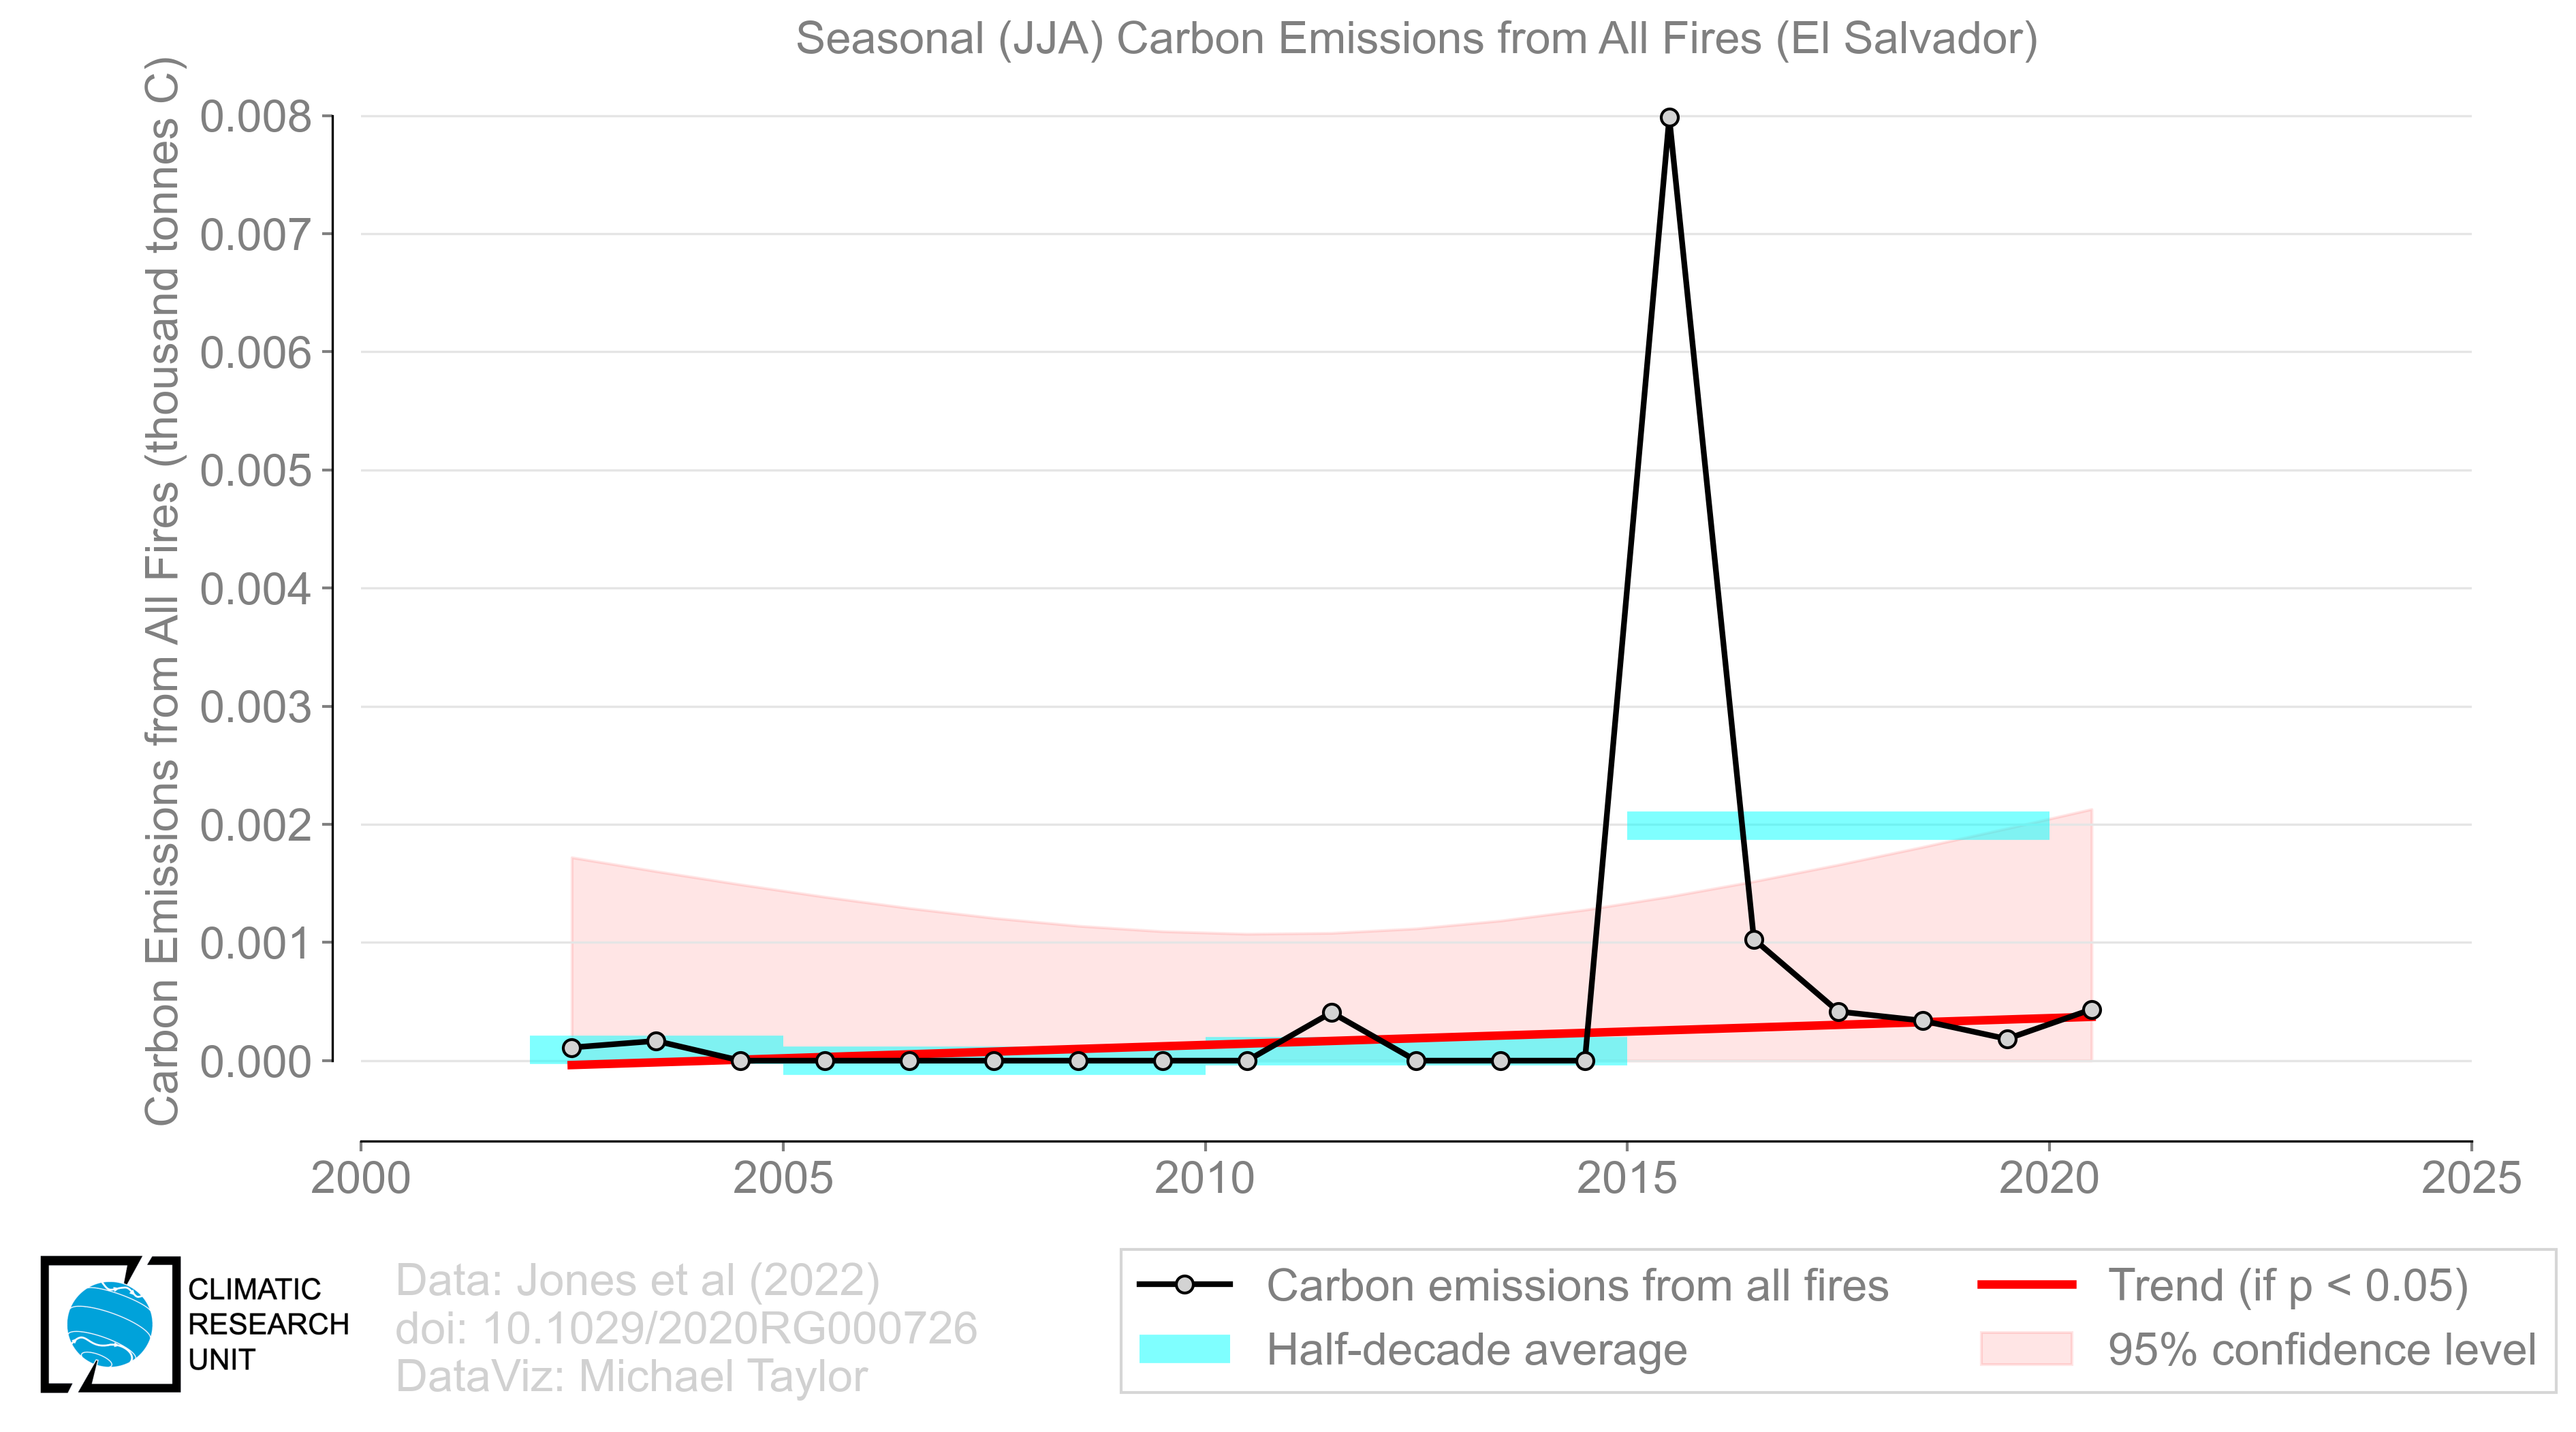 Seasonal (JJA) Carbon Emissions from All Fires (El Salvador)
Carbon Emissions from All Fires (thousand tonnes C)
0.008
0.007
0.006
0.005
0.004
0.003
0.002
0.001
0.000
2000 2005 2010 2015 2020 2025
CLIMATIC
RESEARCH
UNIT
Data: Jones et al (2022)
doi: 10.1029/2020RG000726
DataViz: Michael Taylor
Carbon emissions from all fires
Half-decade average
Trend (if p < 0.05)
95% confidence level